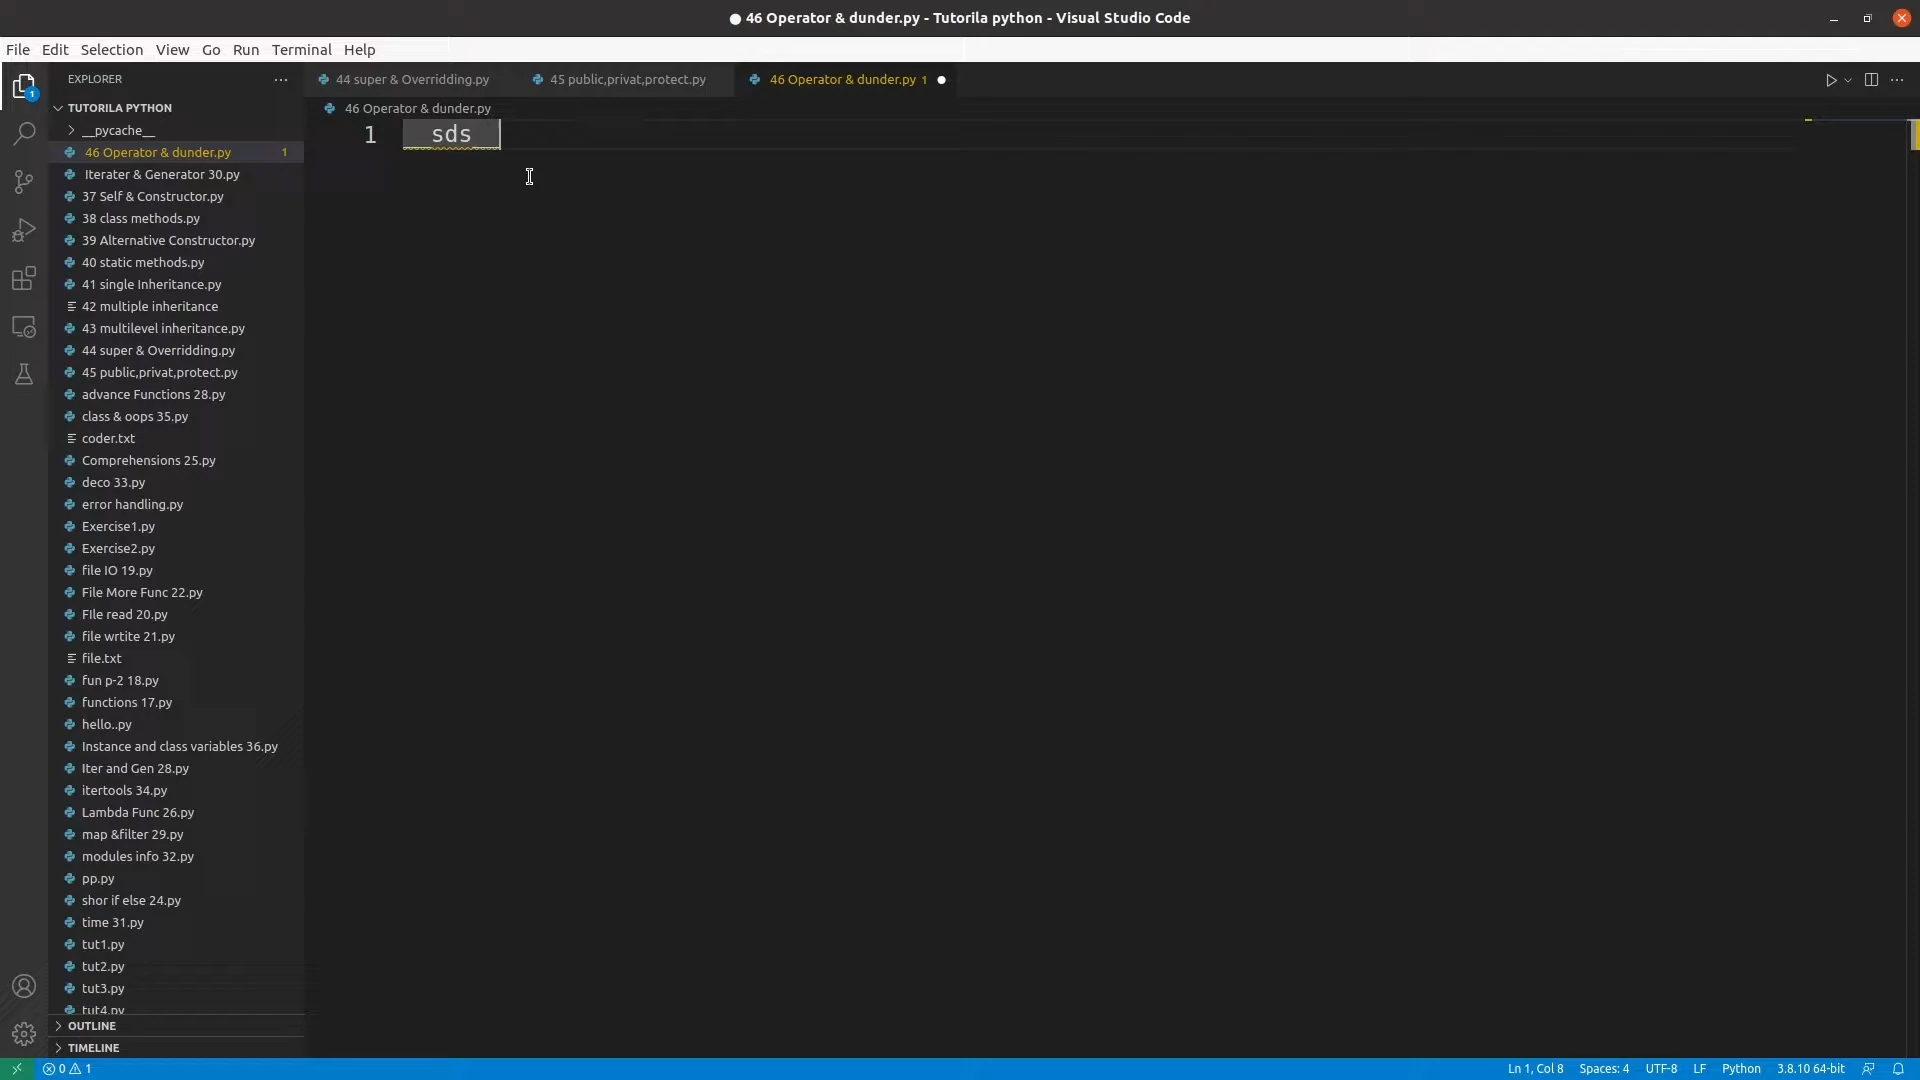 46 Operator & dunder.py - Tutorila python - Visual Studio Code
File Edit Selection View Go Run Terminal Help
EXPLORER
44 super & Overridding.py
45 public,privat,protect.py
46 Operator & dunder.py 1
46 Operator & dunder.py
1 __sds__
TUTORILA PYTHON
__pycache__
46 Operator & dunder.py 1
Iterater & Generator 30.py
37 Self & Constructor.py
38 class methods.py
39 Alternative Constructor.py
40 static methods.py
41 single Inheritance.py
42 multiple inheritance
43 multilevel inheritance.py
44 super & Overridding.py
45 public,privat,protect.py
advance Functions 28.py
class & oops 35.py
coder.txt
Comprehensions 25.py
deco 33.py
error handling.py
Exercise1.py
Exercise2.py
file IO 19.py
File More Func 22.py
FIle read 20.py
file wrtite 21.py
file.txt
fun p-2 18.py
functions 17.py
hello..py
Instance and class variables 36.py
Iter and Gen 28.py
itertools 34.py
Lambda Func 26.py
map &filter 29.py
modules info 32.py
pp.py
shor if else 24.py
time 31.py
tut1.py
tut2.py
tut3.py
tut4.py
OUTLINE
TIMELINE
1
0 1
Ln 1, Col 8 Spaces: 4 UTF-8 LF Python 3.8.10 64-bit